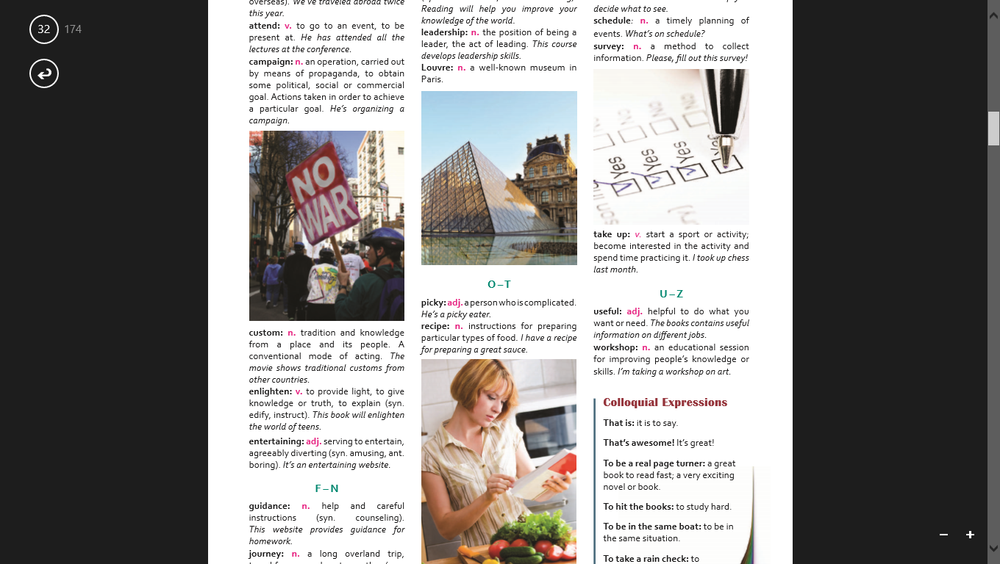 32
174
overseas). We've traveled abroad twice
this year.
attend: v. to go to an event, to be
present at. He has attended all the
lectures at the conference.
campaign: n. an operation, carried out
by means of propaganda, to obtain
some political, social or commercial
goal. Actions taken in order to achieve
a particular goal. He's organizing a
campaign.
NO
WAR
custom: n. tradition and knowledge
from a place and its people. A
conventional mode of acting. The
movie shows traditional customs from
other countries.
enlighten: v. to provide light, to give
knowledge or truth, to explain (syn.
edify, instruct). This book will enlighten
the world of teens.
entertaining: adj. serving to entertain,
agreeably diverting (syn. amusing, ant.
boring). It's an entertaining website.
F – N
guidance: n. help and careful
instructions (syn. counseling).
This website provides guidance for
homework.
journey: n. a long overland trip,
Reading will help you improve your
knowledge of the world.
leadership: n. the position of being a
leader, the act of leading. This course
develops leadership skills.
Louvre: n. a well-known museum in
Paris.
O – T
picky: adj. a person who is complicated.
He's a picky eater.
recipe: n. instructions for preparing
particular types of food. I have a recipe
for preparing a great sauce.
decide what to see.
schedule: n. a timely planning of
events. What's on schedule?
survey: n. a method to collect
information. Please, fill out this survey!
Yes
Yes
Yes
Yes
take up: v. start a sport or activity;
become interested in the activity and
spend time practicing it. I took up chess
last month.
U – Z
useful: adj. helpful to do what you
want or need. The books contains useful
information on different jobs.
workshop: n. an educational session
for improving people's knowledge or
skills. I'm taking a workshop on art.
Colloquial Expressions
That is: it is to say.
That's awesome! It's great!
To be a real page turner: a great
book to read fast; a very exciting
novel or book.
To hit the books: to study hard.
To be in the same boat: to be in
the same situation.
To take a rain check: to